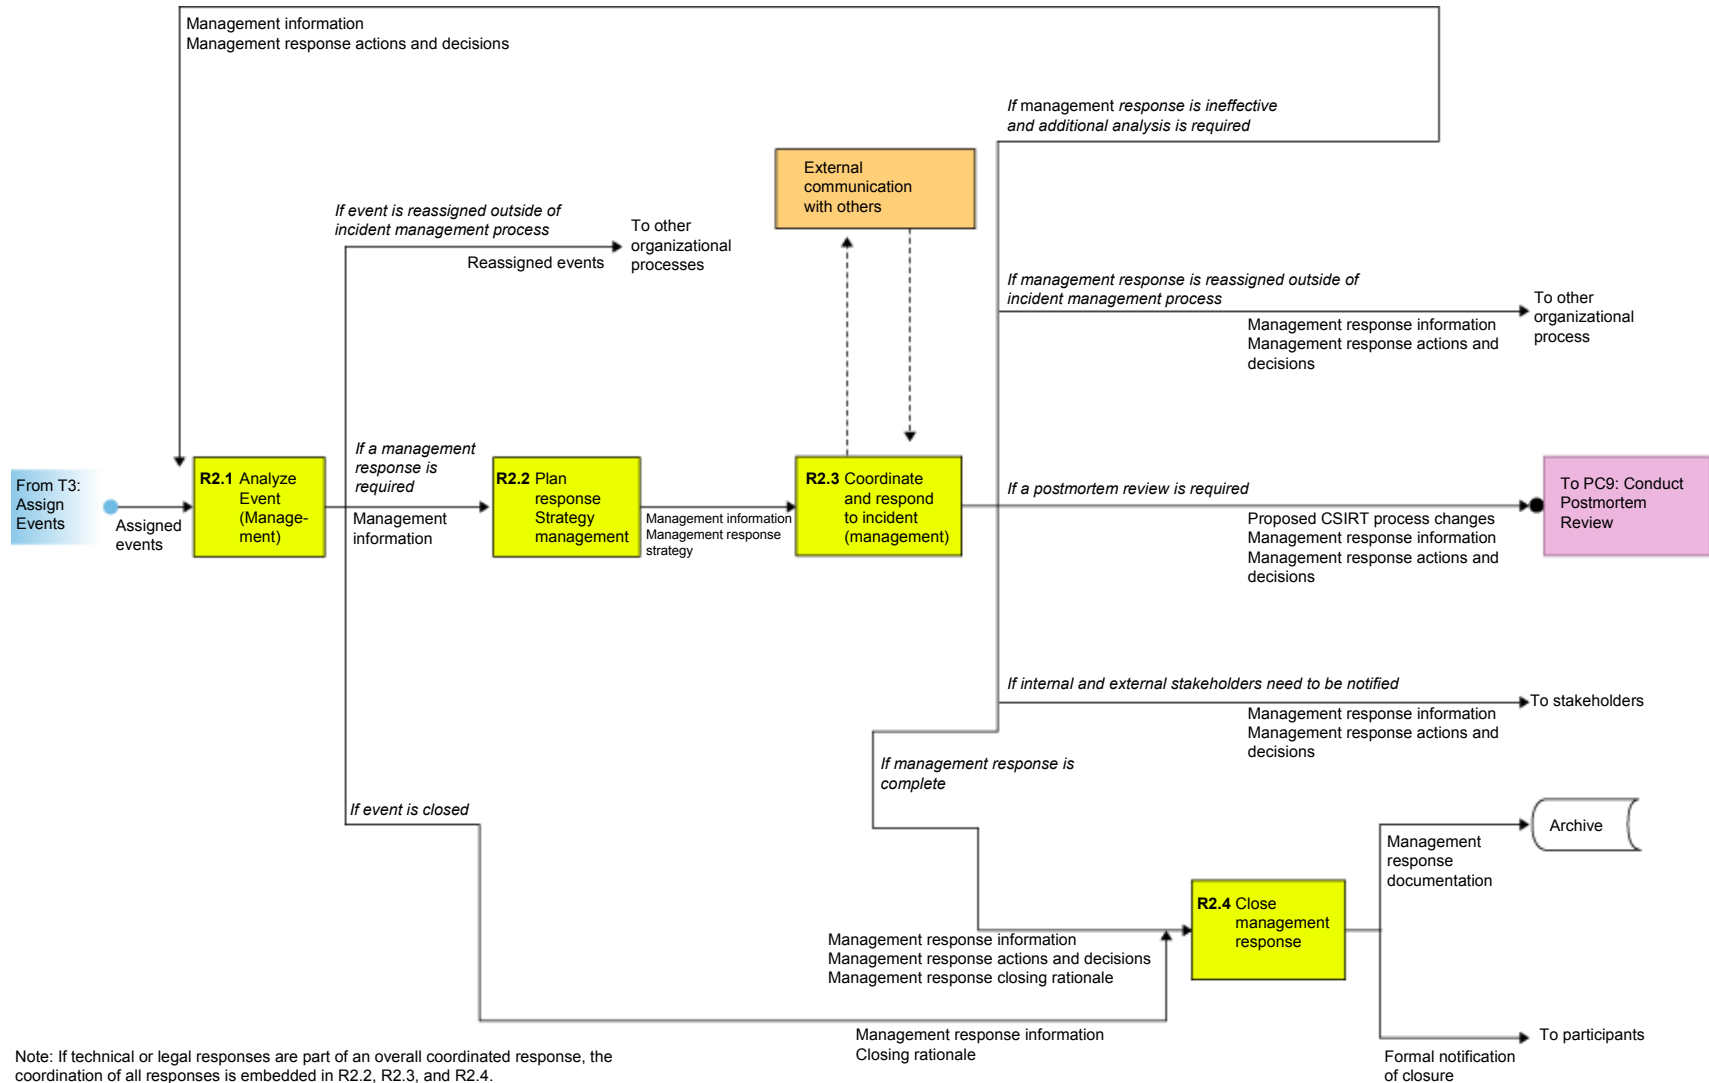 Management information
Management response actions and decisions
If management response is ineffective
and additional analysis is required
External
communication
with others
If event is reassigned outside of
incident management process
Reassigned events
To other
organizational
processes
If management response is reassigned outside of
incident management process
Management response information
Management response actions and
decisions
To other
organizational
process
From T3:
Assign
Events
Assigned
events
R2.1 Analyze
Event
(Manage-
ment)
If a management
response is
required
Management
information
R2.2 Plan
response
Strategy
management
Management information
Management response
strategy
R2.3 Coordinate
and respond
to incident
(management)
If a postmortem review is required
Proposed CSIRT process changes
Management response information
Management response actions and
decisions
To PC9: Conduct
Postmortem
Review
If internal and external stakeholders need to be notified
Management response information
Management response actions and
decisions
To stakeholders
If management response is
complete
If event is closed
Management response information
Management response actions and decisions
Management response closing rationale
R2.4 Close
management
response
Management
response
documentation
Archive
Management response information
Closing rationale
Formal notification
of closure
To participants
Note: If technical or legal responses are part of an overall coordinated response, the
coordination of all responses is embedded in R2.2, R2.3, and R2.4.